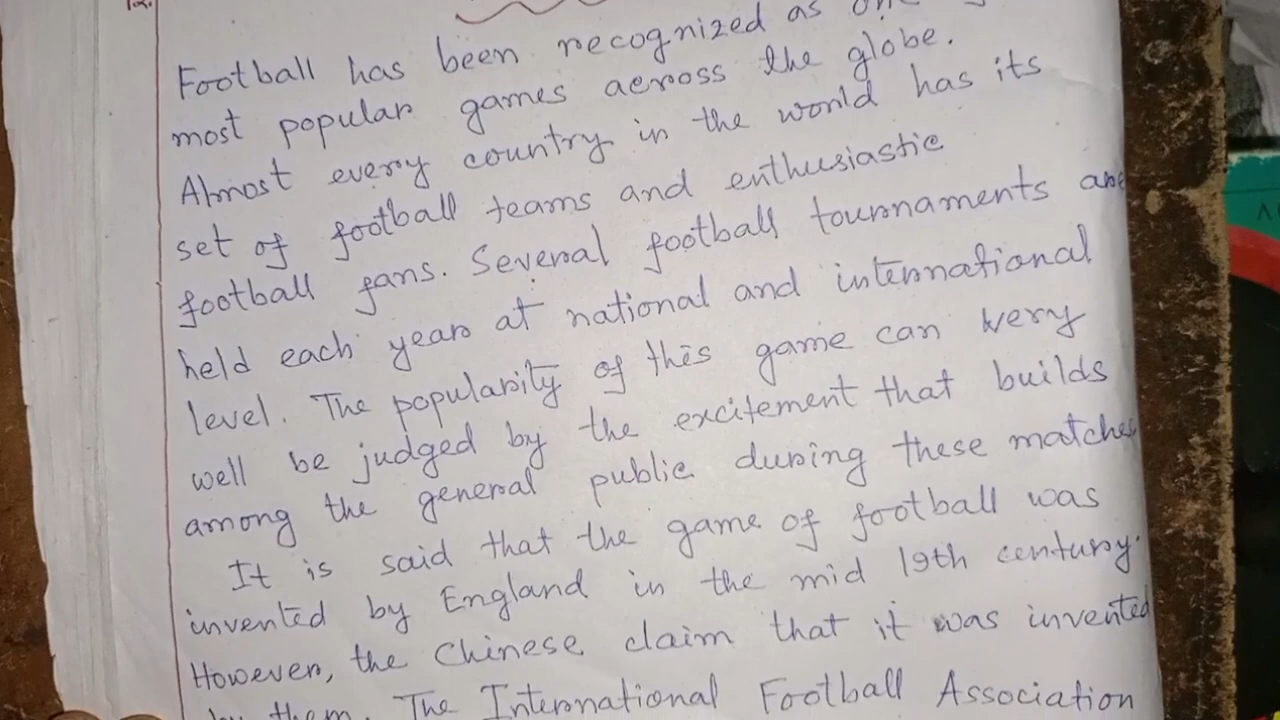 12.
Football has been recognized as one
most popular games across the globe.
Almost every country in the world has its
set of football teams and enthusiastic
football fans. Several football tournaments are
held each year at national and international
level. The popularity of this game can very
well be judged by the excitement that builds
among the general public during these matches
It is said that the game of football was
invented by England in the mid 19th century.
However, the Chinese claim that it was invented
by them. The International Football Association